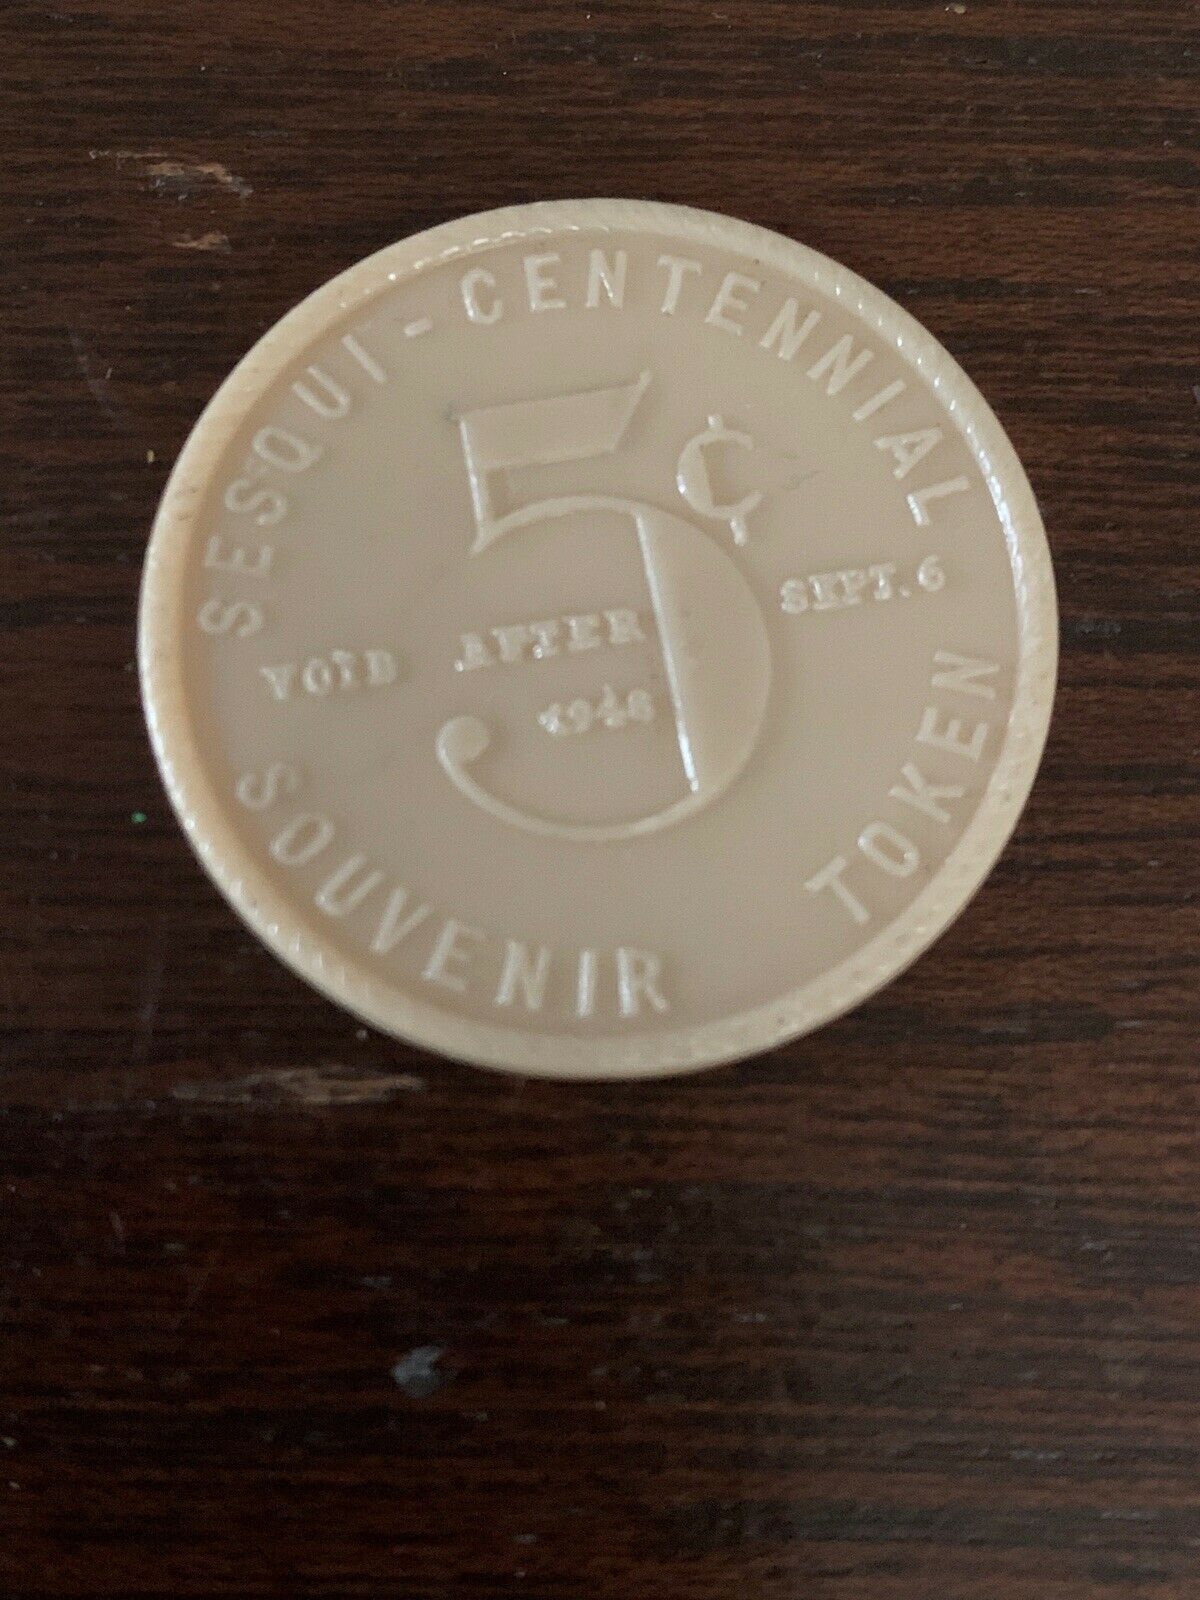 SESQUI-CENTENNIAL
5¢
VOID AFTER SEPT. 6
1946
SOUVENIR TOKEN